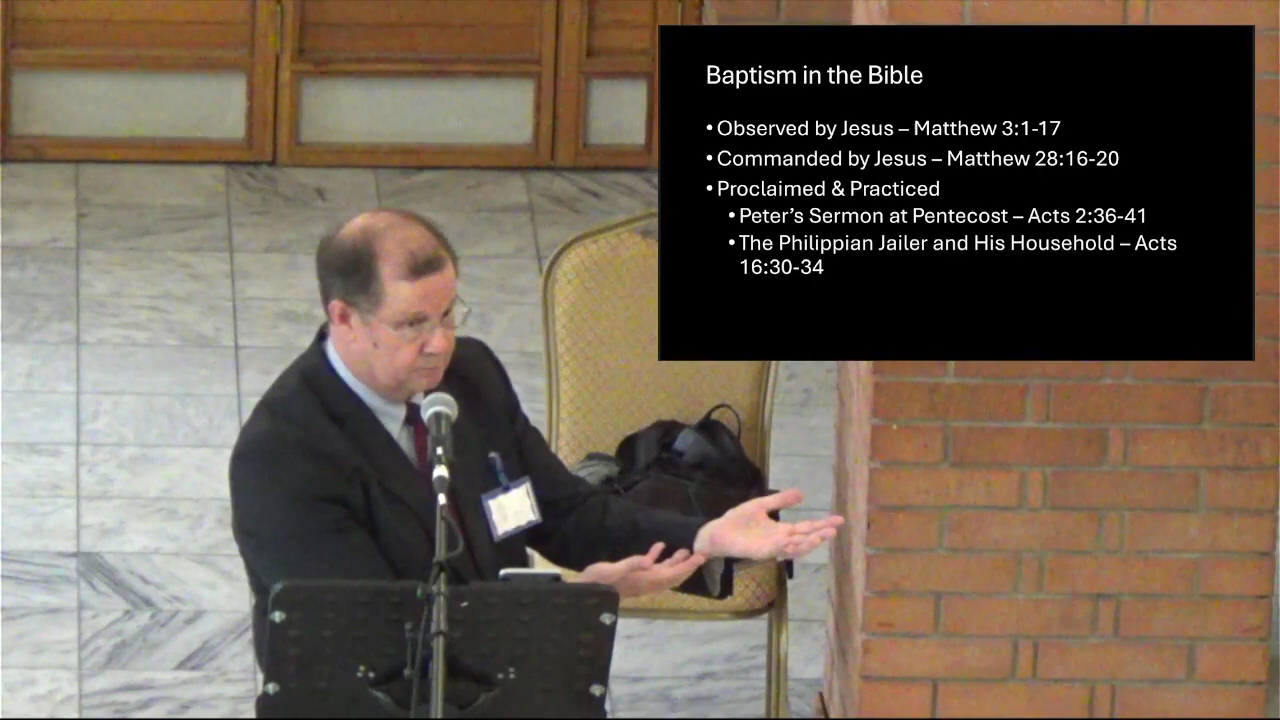 Baptism in the Bible
• Observed by Jesus – Matthew 3:1-17
• Commanded by Jesus – Matthew 28:16-20
• Proclaimed & Practiced
• Peter's Sermon at Pentecost – Acts 2:36-41
• The Philippian Jailer and His Household – Acts
16:30-34